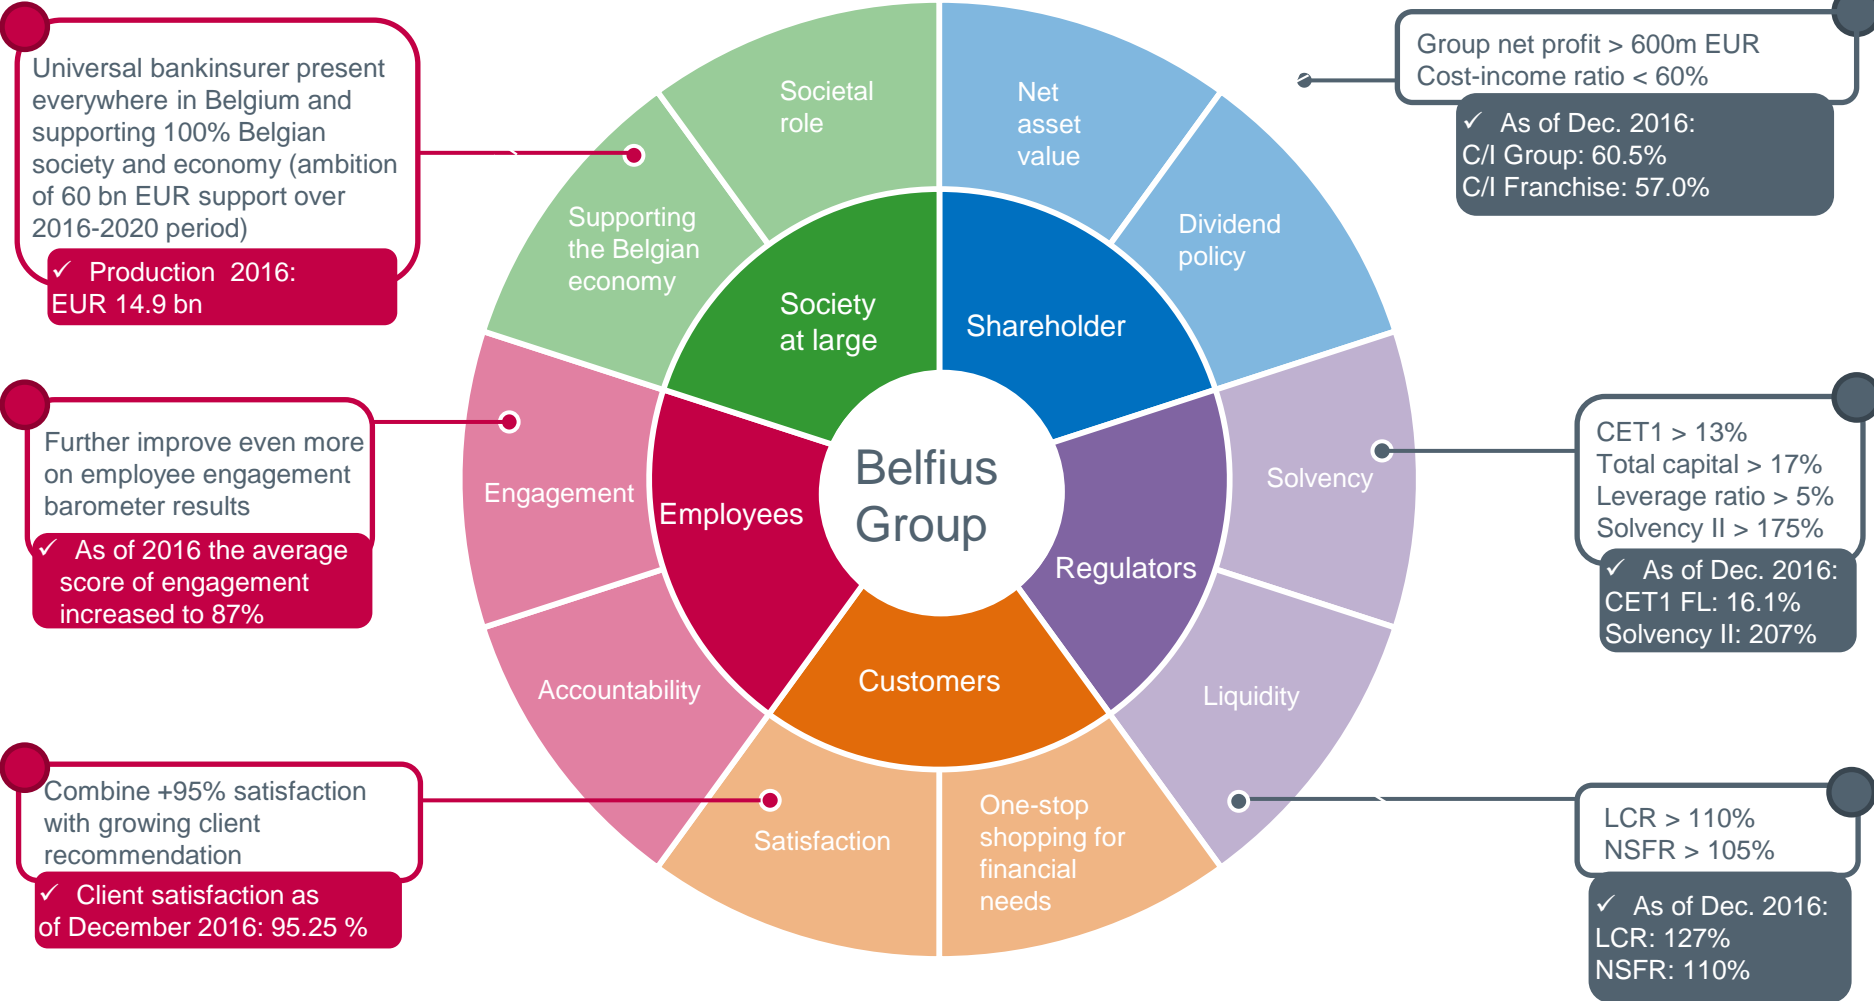 Universal bankinsurer present
everywhere in Belgium and
supporting 100% Belgian
society and economy (ambition
of 60 bn EUR support over
2016-2020 period)
✓ Production 2016:
EUR 14.9 bn
Further improve even more
on employee engagement
barometer results
✓ As of 2016 the average
score of engagement
increased to 87%
Combine +95% satisfaction
with growing client
recommendation
✓ Client satisfaction as
of December 2016: 95.25 %
Societal
role
Supporting
the Belgian
economy
Society
at large
Net
asset
value
Dividend
policy
Shareholder
Engagement
Employees
Accountability
Belfius
Group
Solvency
Regulators
Liquidity
Customers
Satisfaction
One-stop
shopping for
financial
needs
Group net profit > 600m EUR
Cost-income ratio < 60%
✓ As of Dec. 2016:
C/I Group: 60.5%
C/I Franchise: 57.0%
CET1 > 13%
Total capital > 17%
Leverage ratio > 5%
Solvency II > 175%
✓ As of Dec. 2016:
CET1 FL: 16.1%
Solvency II: 207%
LCR > 110%
NSFR > 105%
✓ As of Dec. 2016:
LCR: 127%
NSFR: 110%